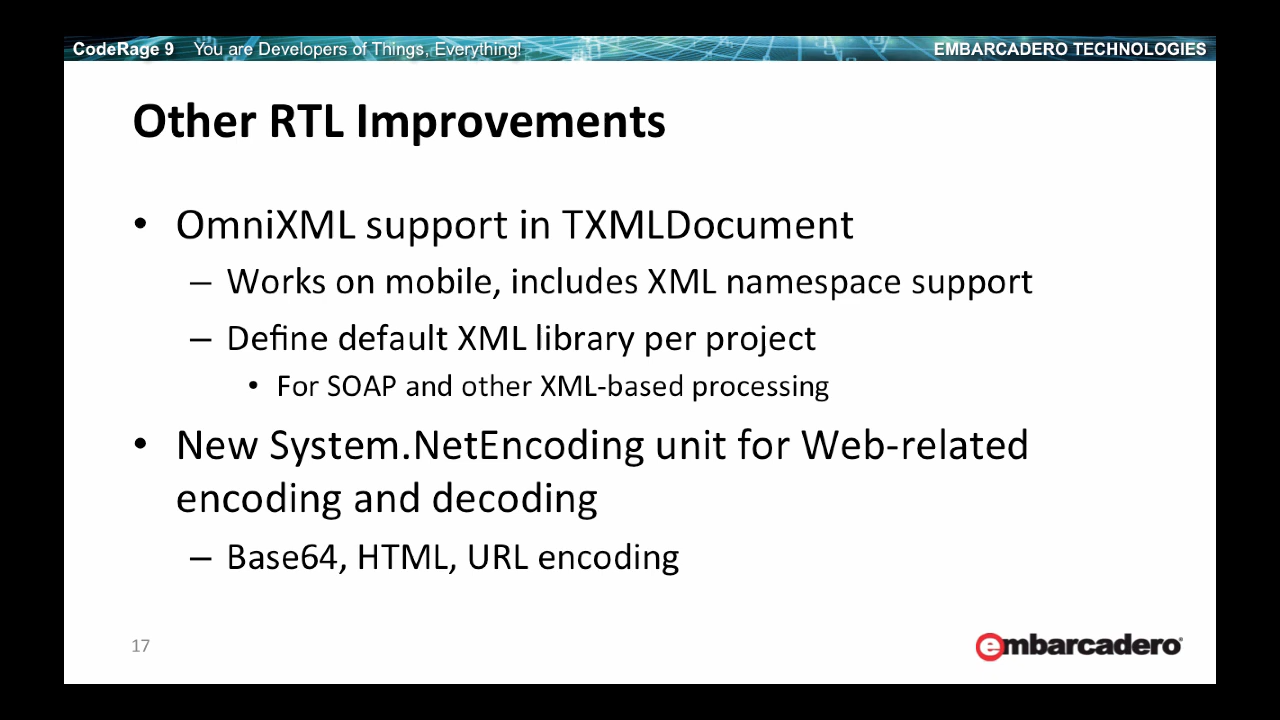 CodeRage 9 You are Developers of Things, Everything! EMBARCADERO TECHNOLOGIES
Other RTL Improvements
• OmniXML support in TXMLDocument
– Works on mobile, includes XML namespace support
– Define default XML library per project
• For SOAP and other XML-based processing
• New System.NetEncoding unit for Web-related
encoding and decoding
– Base64, HTML, URL encoding
17
embarcadero